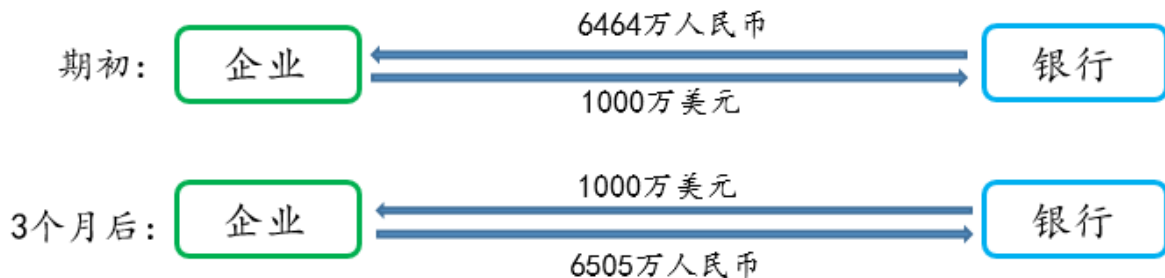 6464万人民币
期初：
企业
银行
1000万美元
1000万美元
3个月后：
企业
银行
6505万人民币